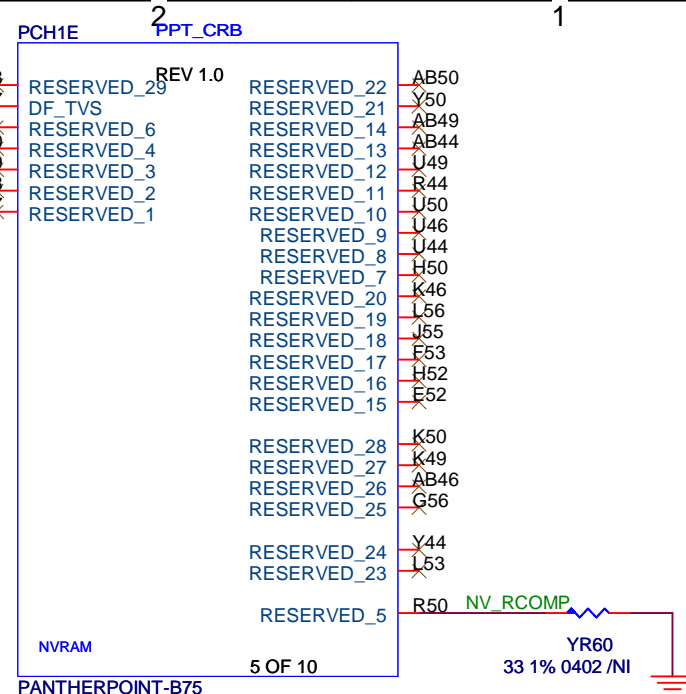 2 1
PCH1E PPT_CRB
REV 1.0
RESERVED_29 RESERVED_22 AB50
DF_TVS RESERVED_21 Y50
RESERVED_6 RESERVED_14 AB49
RESERVED_4 RESERVED_13 AB44
RESERVED_3 RESERVED_12 U49
RESERVED_2 RESERVED_11 R44
RESERVED_1 RESERVED_10 U50
RESERVED_9 U46
RESERVED_8 U44
RESERVED_7 H50
RESERVED_20 K46
RESERVED_19 L56
RESERVED_18 J55
RESERVED_17 F53
RESERVED_16 H52
RESERVED_15 E52
RESERVED_28 K50
RESERVED_27 K49
RESERVED_26 AB46
RESERVED_25 G56
RESERVED_24 Y44
RESERVED_23 L53
RESERVED_5 R50 NV_RCOMP
NVRAM YR60
5 OF 10 33 1% 0402 /NI
PANTHERPOINT-B75